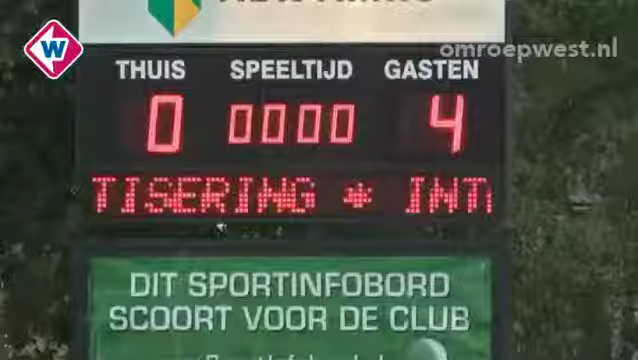 W
omroepwest.nl
THUIS SPEELTIJD GASTEN
0 0000 4
TISERING * INT
DIT SPORTINFOBORD
SCOORT VOOR DE CLUB